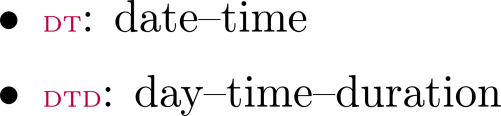 • DT: date–time
• DTD: day–time–duration